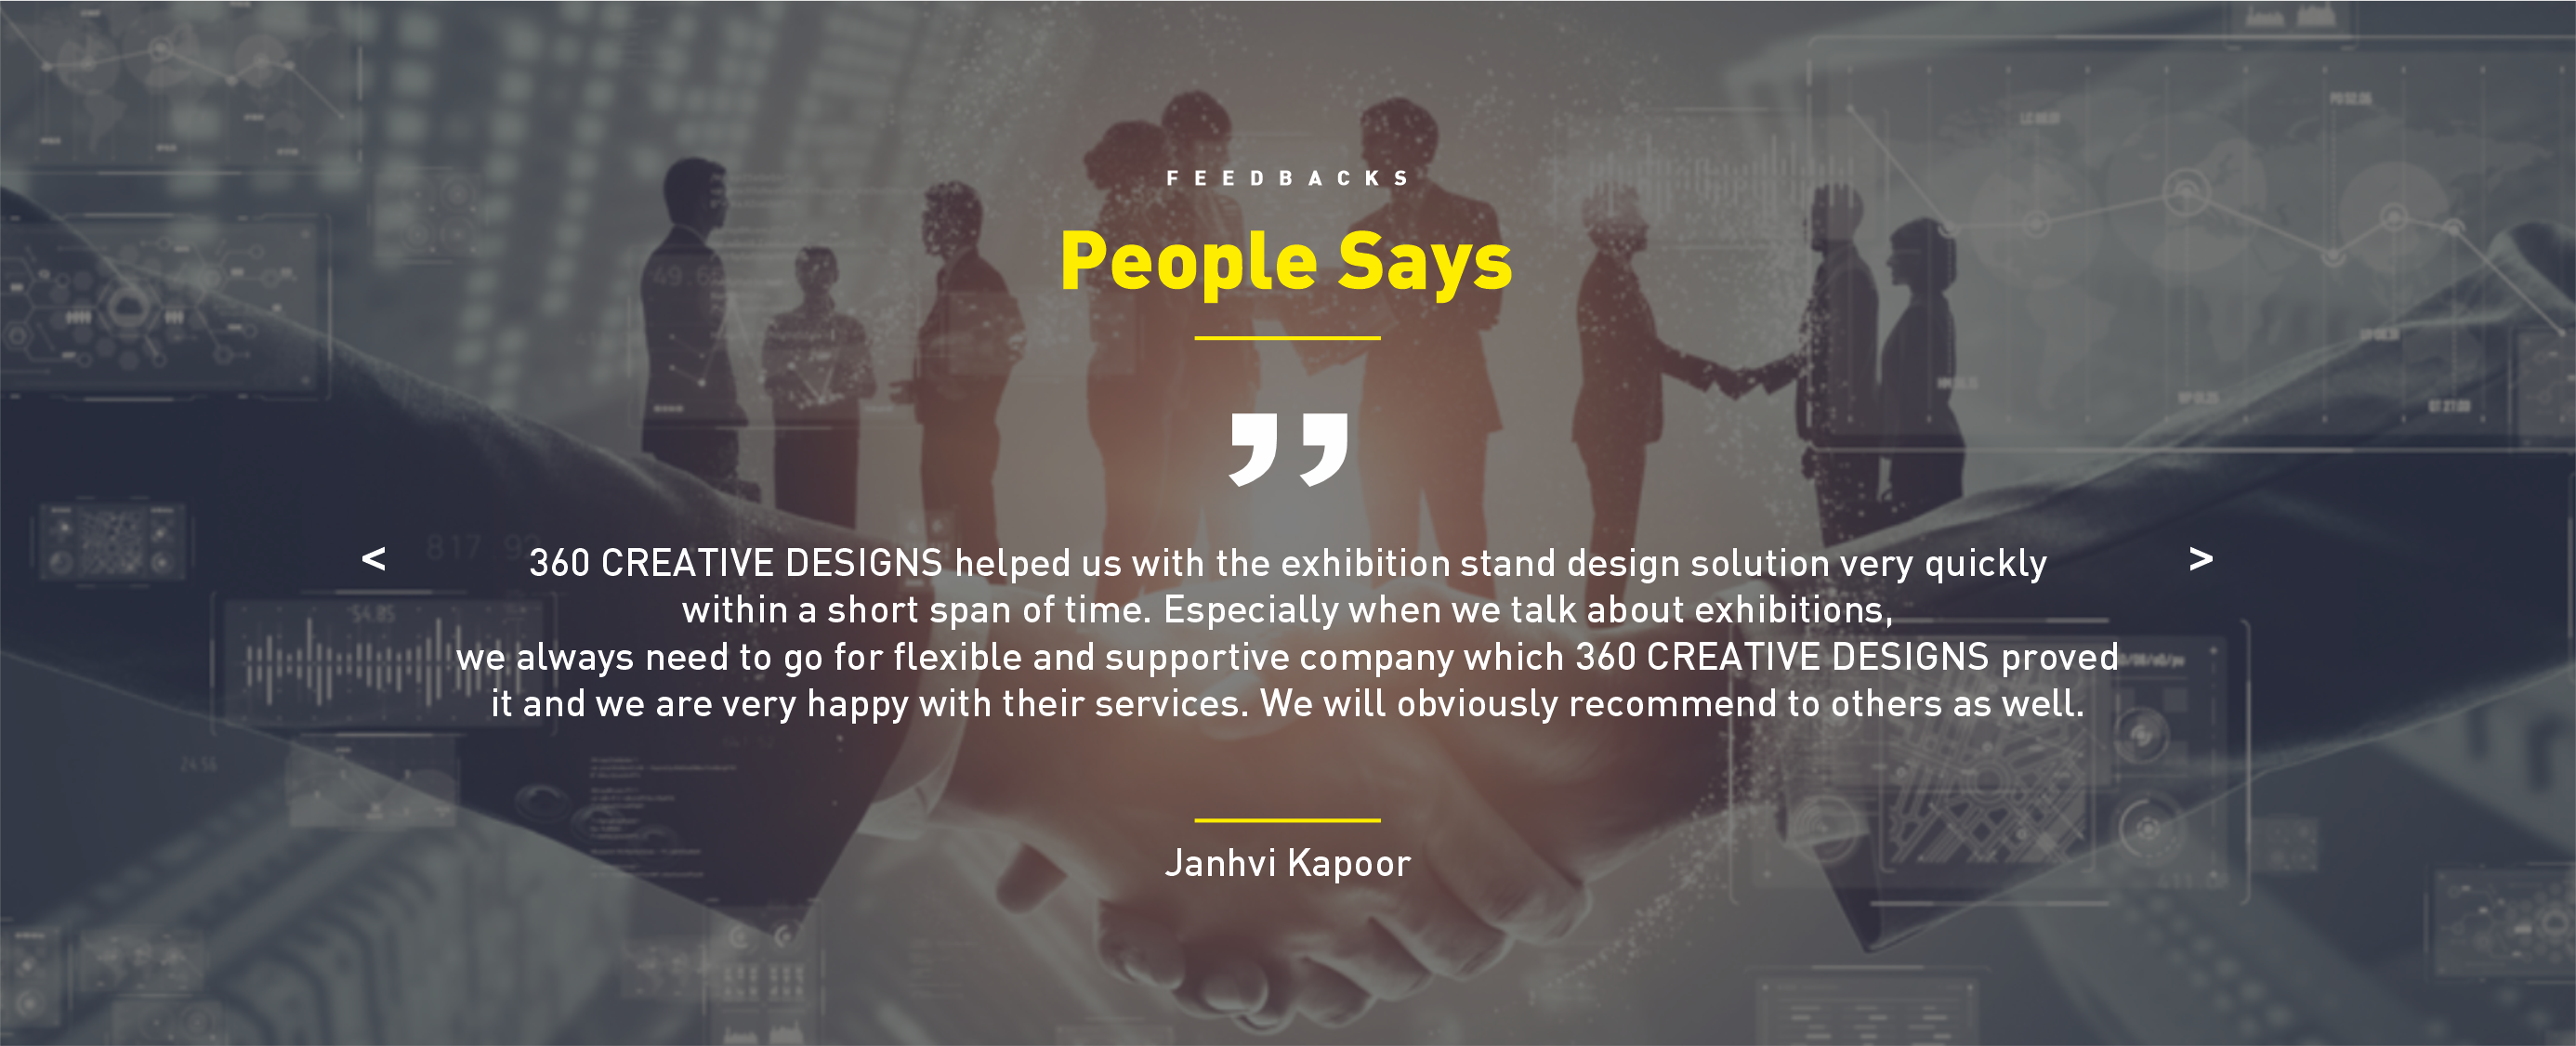 FEEDBACKS
People Says
”
< 360 CREATIVE DESIGNS helped us with the exhibition stand design solution very quickly >
within a short span of time. Especially when we talk about exhibitions,
we always need to go for flexible and supportive company which 360 CREATIVE DESIGNS proved
it and we are very happy with their services. We will obviously recommend to others as well.
Janhvi Kapoor